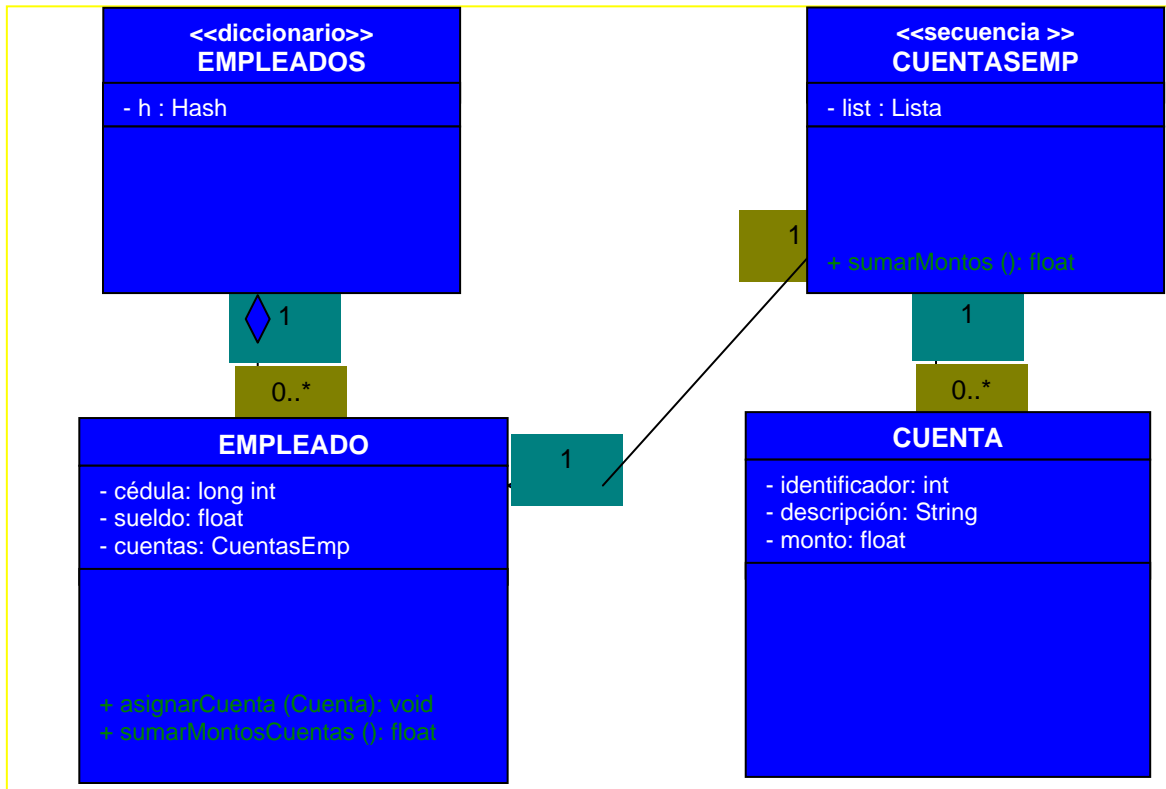 <<diccionario>>
EMPLEADOS
- h : Hash
1
0..*
EMPLEADO
- cédula: long int
- sueldo: float
- cuentas: CuentasEmp
+ asignarCuenta (Cuenta): void
+ sumarMontosCuentas (): float
1
1
<<secuencia >>
CUENTASEMP
- list : Lista
+ sumarMontos (): float
1
0..*
CUENTA
- identificador: int
- descripción: String
- monto: float